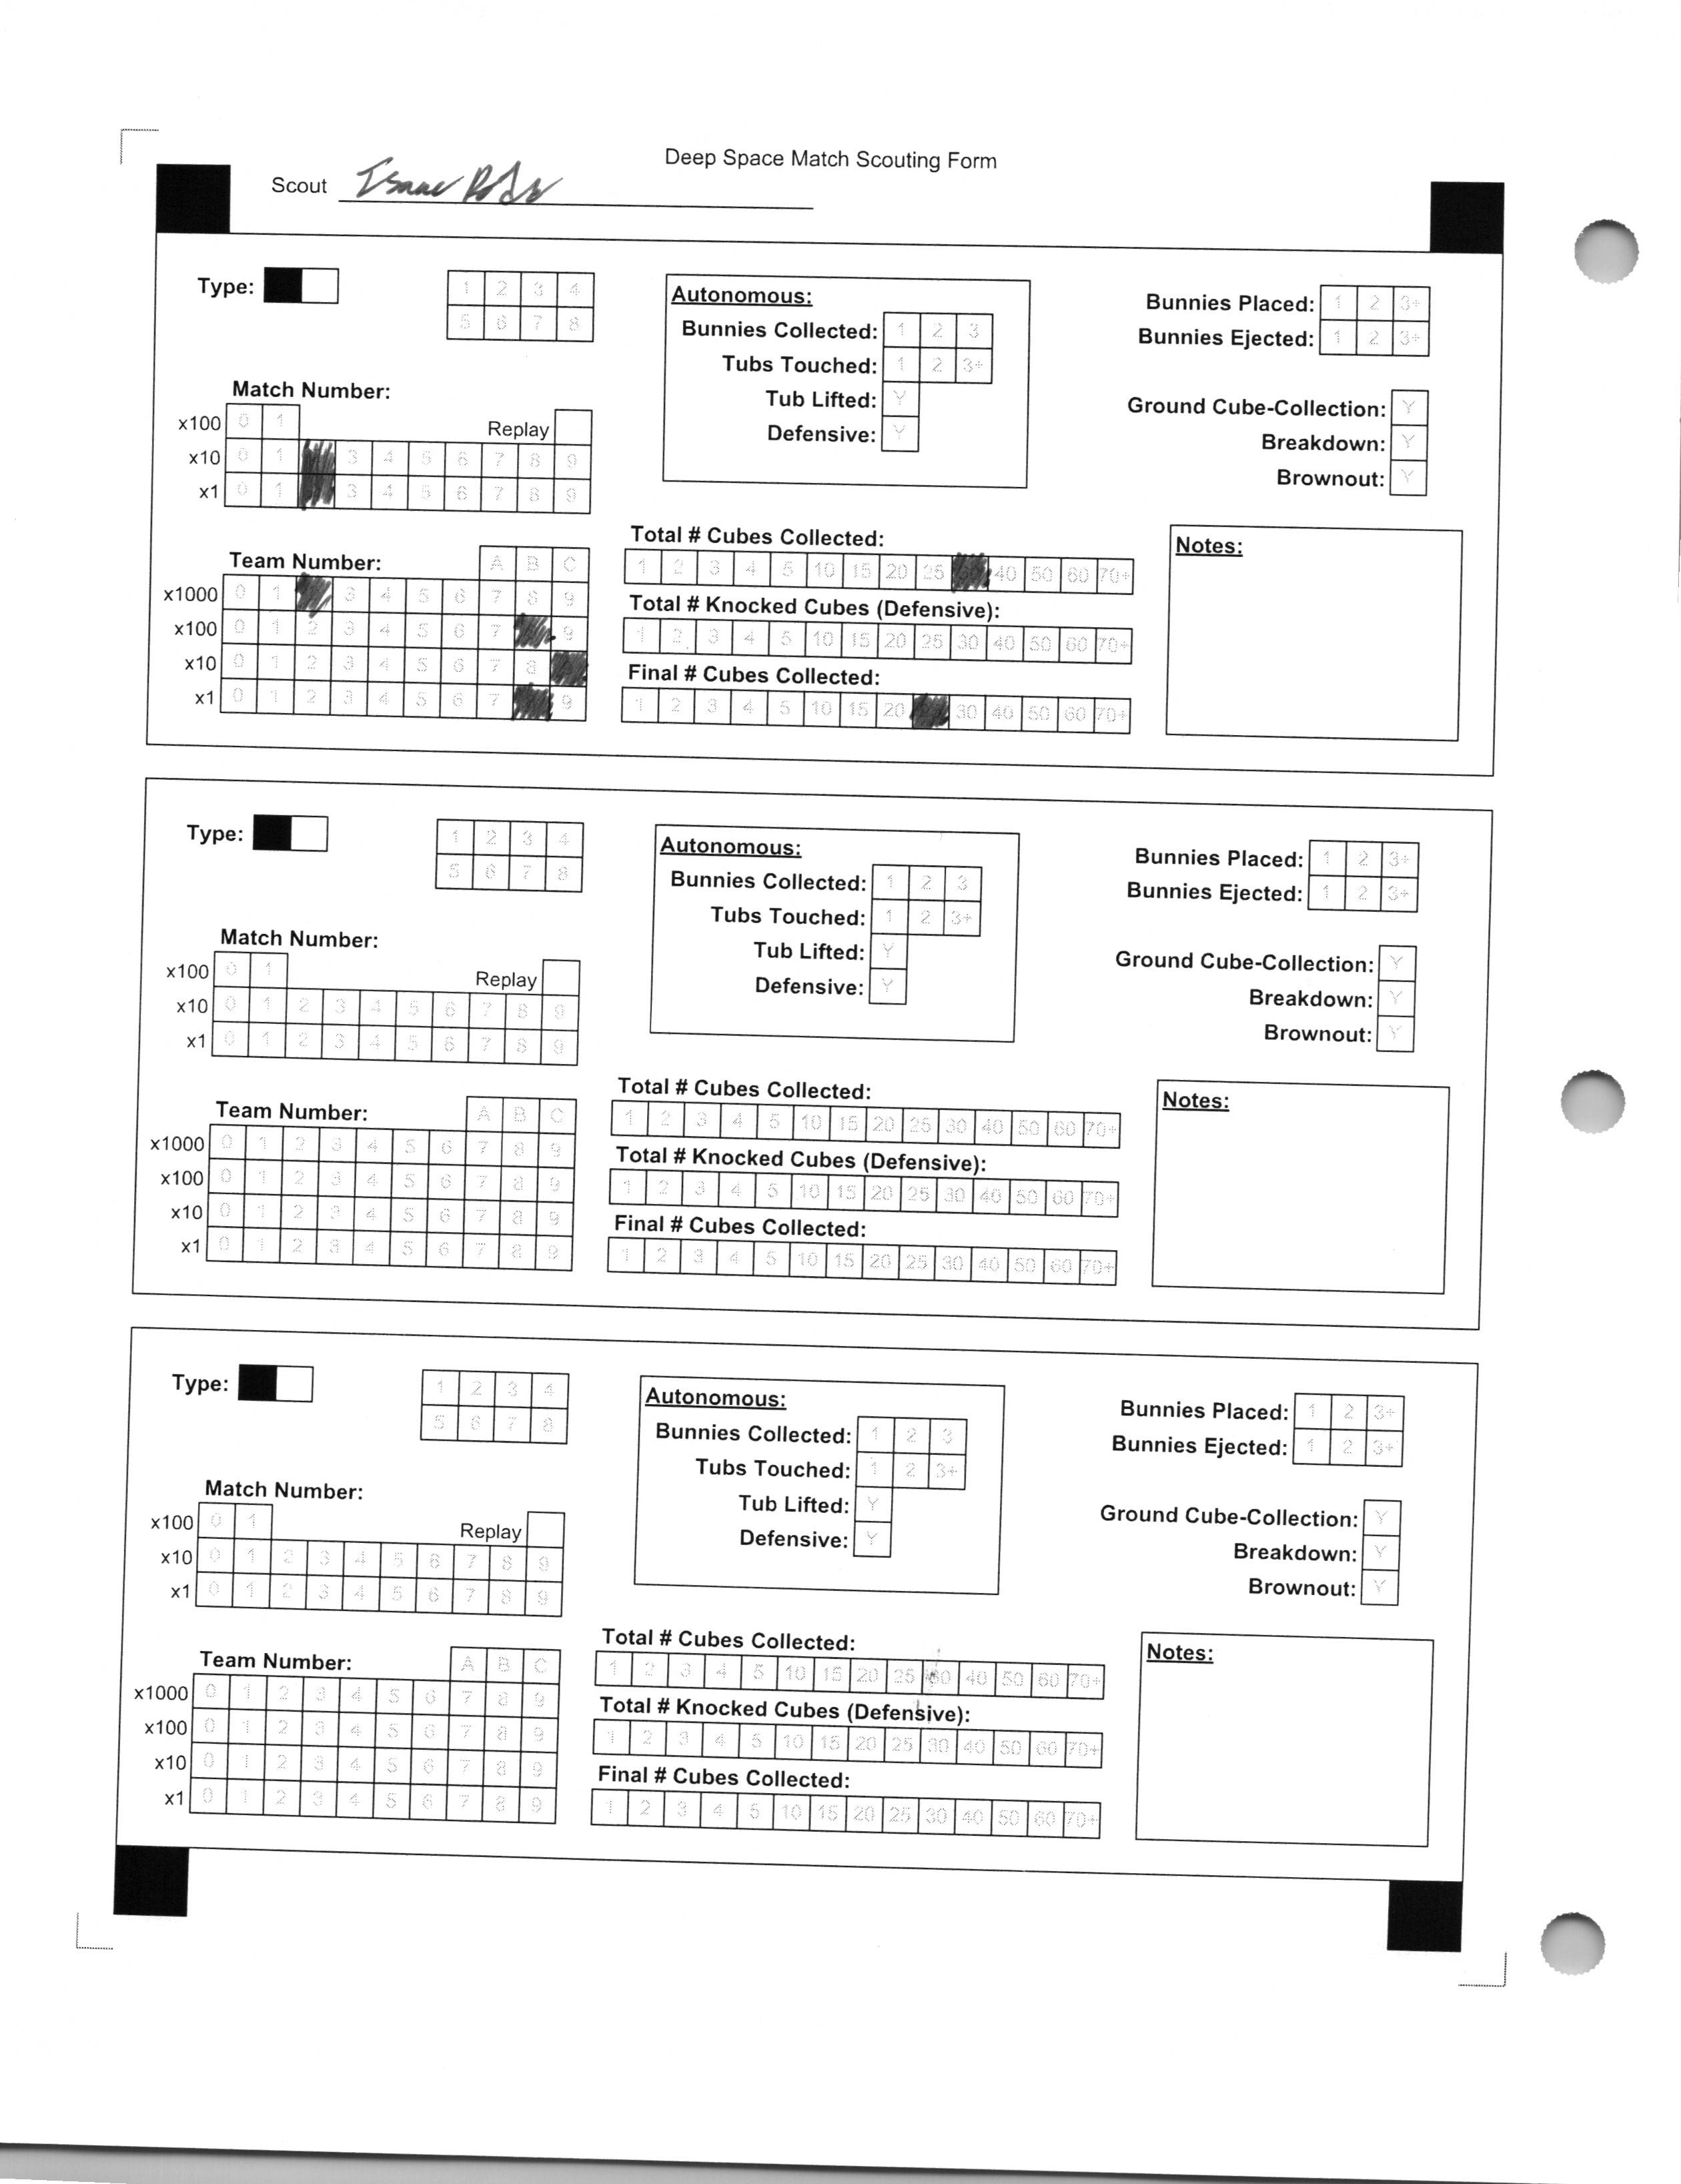 Deep Space Match Scouting Form
Scout Isaac
Type:
1 2 3 4
5 6 7 8
Match Number:
x100 0 1 Replay
x10 0 1 3 4 5 6 7 8 9
x1 0 1 3 4 5 6 7 8 9
Team Number: A B C
x1000 0 1 3 4 5 6 7 8 9
x100 0 1 2 3 4 5 6 7 9
x10 0 1 2 3 4 5 6 7 8
x1 0 1 2 3 4 5 6 7 9
Autonomous:
Bunnies Collected: 1 2 3
Tubs Touched: 1 2 3+
Tub Lifted: Y
Defensive: Y
Total # Cubes Collected:
1 2 3 4 5 10 15 20 25 40 50 60 70+
Total # Knocked Cubes (Defensive):
1 2 3 4 5 10 15 20 25 30 40 50 60 70+
Final # Cubes Collected:
1 2 3 4 5 10 15 20 30 40 50 60 70+
Bunnies Placed: 1 2 3+
Bunnies Ejected: 1 2 3+
Ground Cube-Collection: Y
Breakdown: Y
Brownout: Y
Notes:
Type:
1 2 3 4
5 6 7 8
Match Number:
x100 0 1 Replay
x10 0 1 2 3 4 5 6 7 8 9
x1 0 1 2 3 4 5 6 7 8 9
Team Number: A B C
x1000 0 1 2 3 4 5 6 7 8 9
x100 0 1 2 3 4 5 6 7 8 9
x10 0 1 2 3 4 5 6 7 8 9
x1 0 1 2 3 4 5 6 7 8 9
Autonomous:
Bunnies Collected: 1 2 3
Tubs Touched: 1 2 3+
Tub Lifted: Y
Defensive: Y
Total # Cubes Collected:
1 2 3 4 5 10 15 20 25 30 40 50 60 70+
Total # Knocked Cubes (Defensive):
1 2 3 4 5 10 15 20 25 30 40 50 60 70+
Final # Cubes Collected:
1 2 3 4 5 10 15 20 25 30 40 50 60 70+
Bunnies Placed: 1 2 3+
Bunnies Ejected: 1 2 3+
Ground Cube-Collection: Y
Breakdown: Y
Brownout: Y
Notes:
Type:
1 2 3 4
5 6 7 8
Match Number:
x100 0 1 Replay
x10 0 1 2 3 4 5 6 7 8 9
x1 0 1 2 3 4 5 6 7 8 9
Team Number: A B C
x1000 0 1 2 3 4 5 6 7 8 9
x100 0 1 2 3 4 5 6 7 8 9
x10 0 1 2 3 4 5 6 7 8 9
x1 0 1 2 3 4 5 6 7 8 9
Autonomous:
Bunnies Collected: 1 2 3
Tubs Touched: 1 2 3+
Tub Lifted: Y
Defensive: Y
Total # Cubes Collected:
1 2 3 4 5 10 15 20 25 30 40 50 60 70+
Total # Knocked Cubes (Defensive):
1 2 3 4 5 10 15 20 25 30 40 50 60 70+
Final # Cubes Collected:
1 2 3 4 5 10 15 20 25 30 40 50 60 70+
Bunnies Placed: 1 2 3+
Bunnies Ejected: 1 2 3+
Ground Cube-Collection: Y
Breakdown: Y
Brownout: Y
Notes: